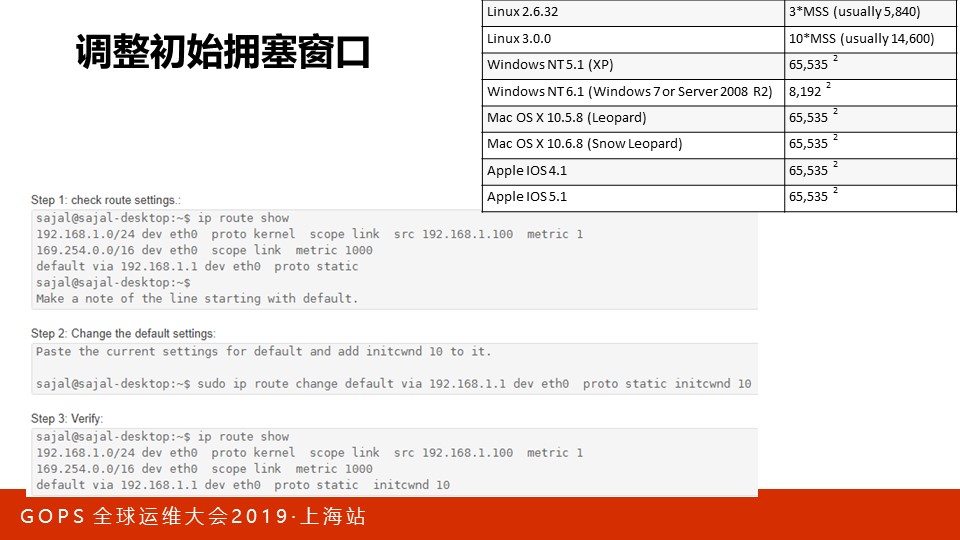 调整初始拥塞窗口
Linux 2.6.32 3*MSS (usually 5,840)
Linux 3.0.0 10*MSS (usually 14,600)
Windows NT 5.1 (XP) 65,535 2
Windows NT 6.1 (Windows 7 or Server 2008 R2) 8,192 2
Mac OS X 10.5.8 (Leopard) 65,535 2
Mac OS X 10.6.8 (Snow Leopard) 65,535 2
Apple IOS 4.1 65,535 2
Apple IOS 5.1 65,535 2
Step 1: check route settings.:
sajal@sajal-desktop:~$ ip route show
192.168.1.0/24 dev eth0  proto kernel  scope link  src 192.168.1.100  metric 1
169.254.0.0/16 dev eth0  scope link  metric 1000
default via 192.168.1.1 dev eth0  proto static
sajal@sajal-desktop:~$
Make a note of the line starting with default.
Step 2: Change the default settings:
Paste the current settings for default and add initcwnd 10 to it.
sajal@sajal-desktop:~$ sudo ip route change default via 192.168.1.1 dev eth0  proto static initcwnd 10
Step 3: Verify:
sajal@sajal-desktop:~$ ip route show
192.168.1.0/24 dev eth0  proto kernel  scope link  src 192.168.1.100  metric 1
169.254.0.0/16 dev eth0  scope link  metric 1000
default via 192.168.1.1 dev eth0  proto static  initcwnd 10
GOPS 全球运维大会2019·上海站